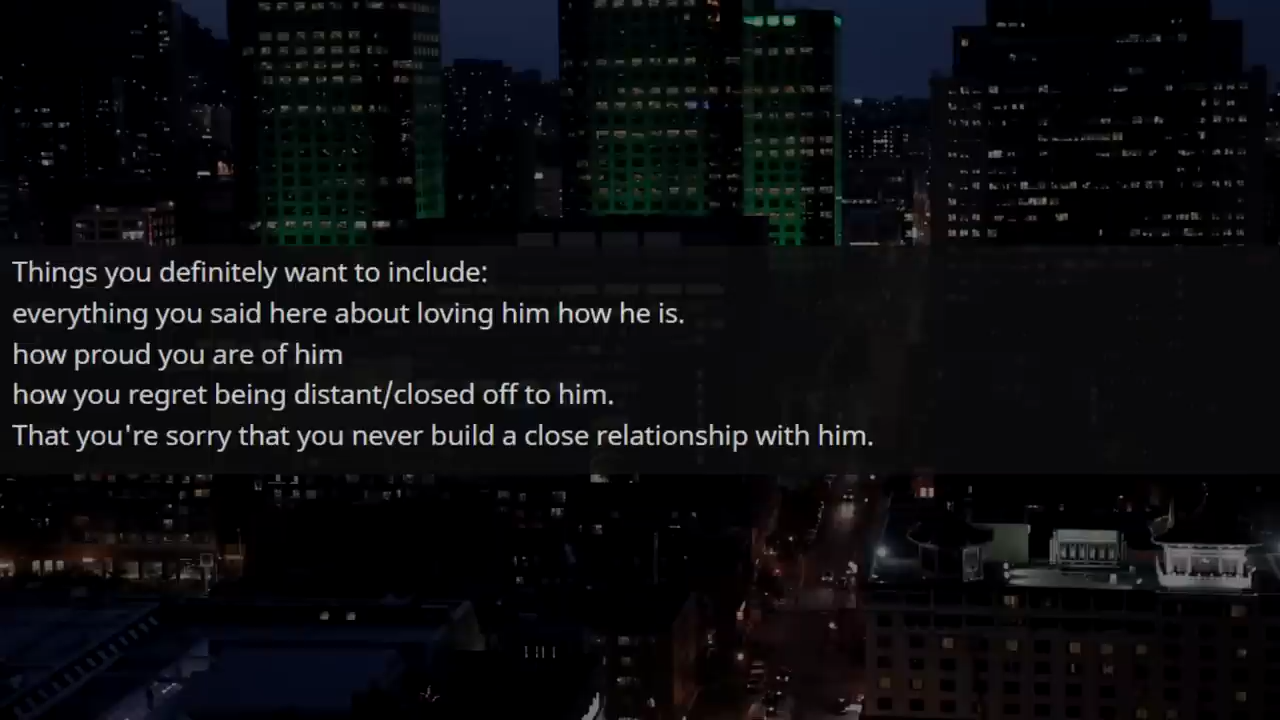 Things you definitely want to include:
everything you said here about loving him how he is.
how proud you are of him
how you regret being distant/closed off to him.
That you're sorry that you never build a close relationship with him.